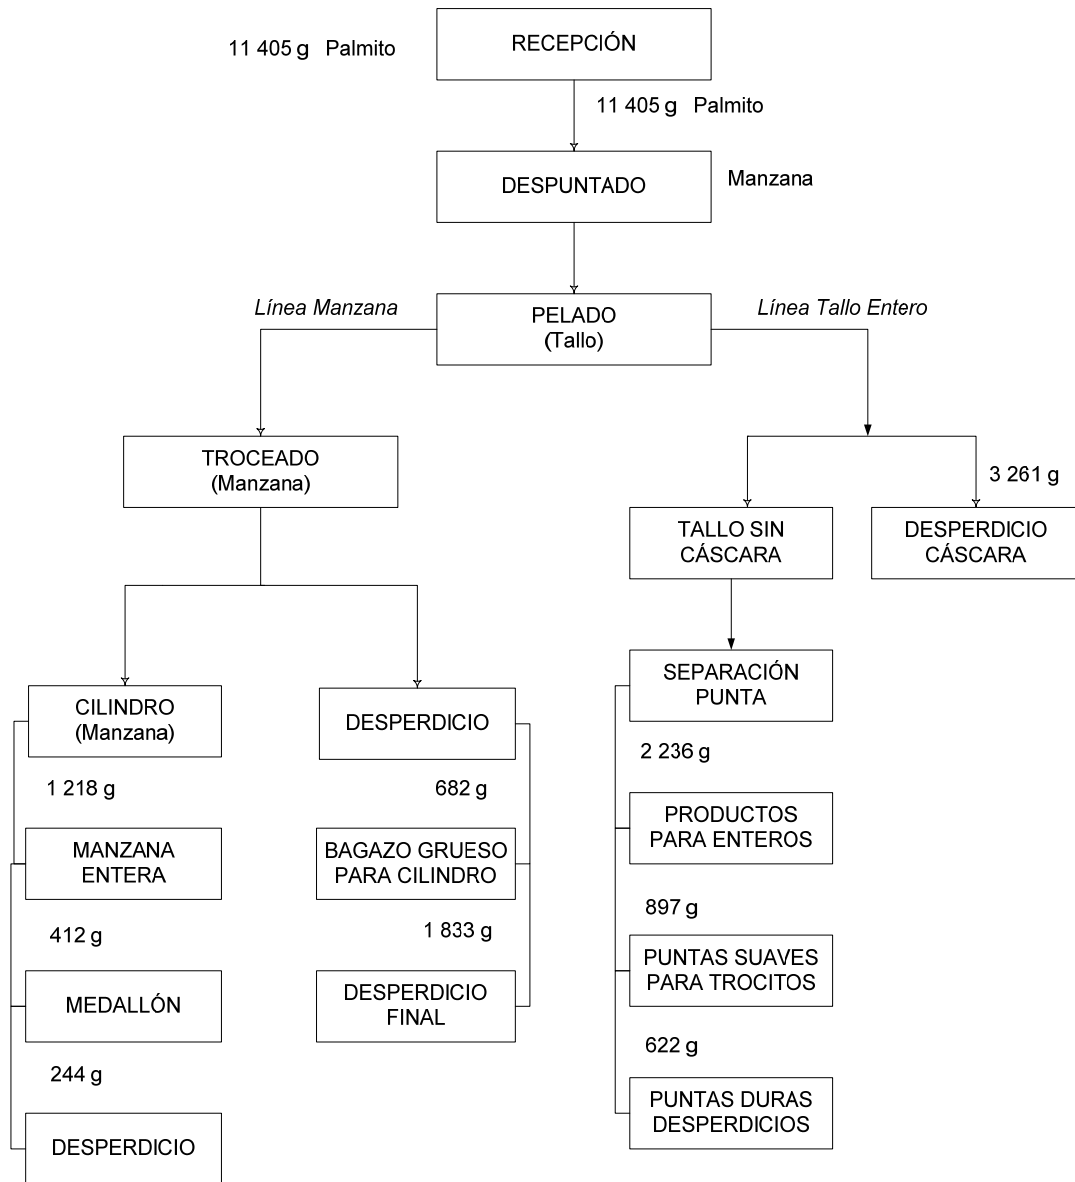 RECEPCIÓN
11 405 g Palmito
11 405 g Palmito
DESPUNTADO
Manzana
Línea Manzana
PELADO
(Tallo)
Línea Tallo Entero
TROCEADO
(Manzana)
3 261 g
TALLO SIN
CÁSCARA
DESPERDICIO
CÁSCARA
CILINDRO
(Manzana)
DESPERDICIO
SEPARACIÓN
PUNTA
1 218 g
682 g
2 236 g
MANZANA
ENTERA
BAGAZO GRUESO
PARA CILINDRO
PRODUCTOS
PARA ENTEROS
412 g
1 833 g
897 g
MEDALLÓN
DESPERDICIO
FINAL
PUNTAS SUAVES
PARA TROCITOS
244 g
622 g
DESPERDICIO
PUNTAS DURAS
DESPERDICIOS